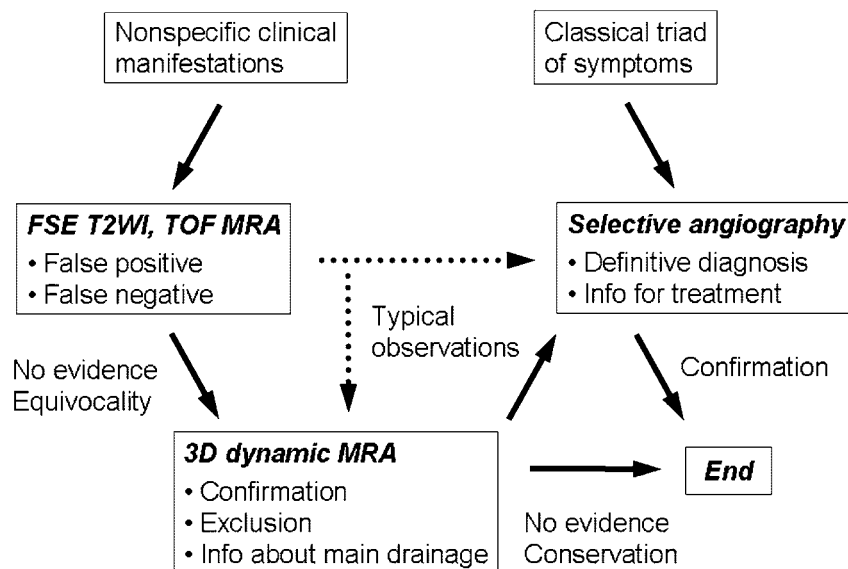 Nonspecific clinical
manifestations
Classical triad
of symptoms
FSE T2WI, TOF MRA
• False positive
• False negative
Selective angiography
• Definitive diagnosis
• Info for treatment
Typical
observations
No evidence
Equivocality
Confirmation
3D dynamic MRA
• Confirmation
• Exclusion
• Info about main drainage
End
No evidence
Conservation